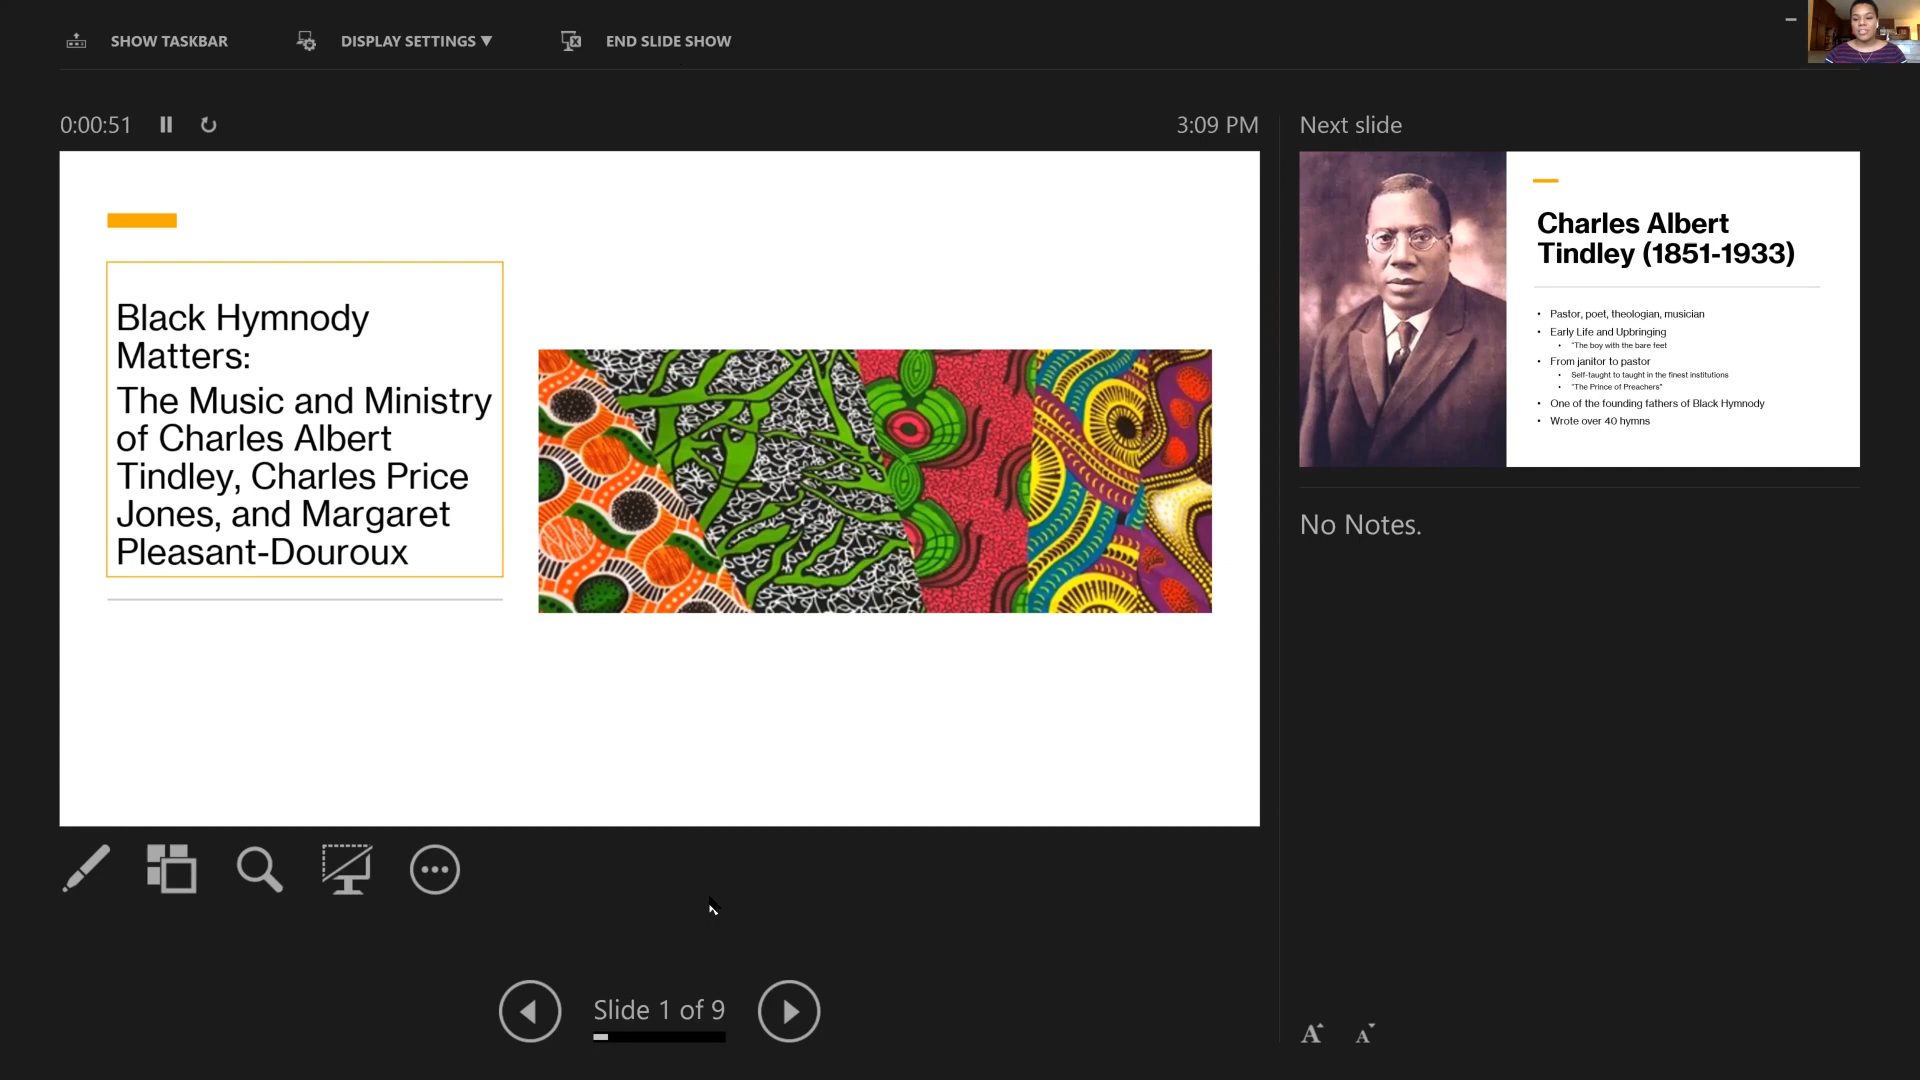 SHOW TASKBAR
DISPLAY SETTINGS ▼
END SLIDE SHOW
0:00:51
3:09 PM
Next slide
Black Hymnody
Matters:
The Music and Ministry
of Charles Albert
Tindley, Charles Price
Jones, and Margaret
Pleasant-Douroux
Charles Albert
Tindley (1851-1933)
• Pastor, poet, theologian, musician
• Early Life and Upbringing
• "The boy with the bare feet
• From janitor to pastor
• Self-taught to taught in the finest institutions
• "The Prince of Preachers"
• One of the founding fathers of Black Hymnody
• Wrote over 40 hymns
No Notes.
Slide 1 of 9
A A